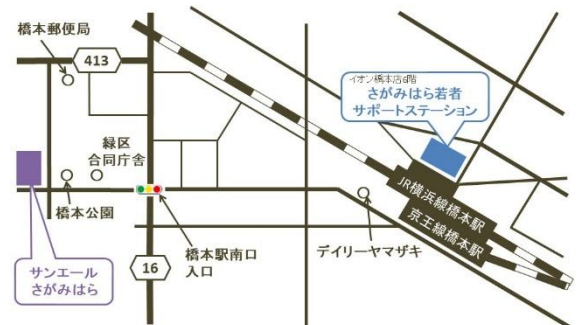 橋本郵便局
413
イオン橋本店6階
さがみはら若者
サポートステーション
緑区
合同庁舎
橋本公園
JR横浜線橋本駅
京王線橋本駅
デイリーヤマザキ
橋本駅南口
入口
サンエール
さがみはら
16